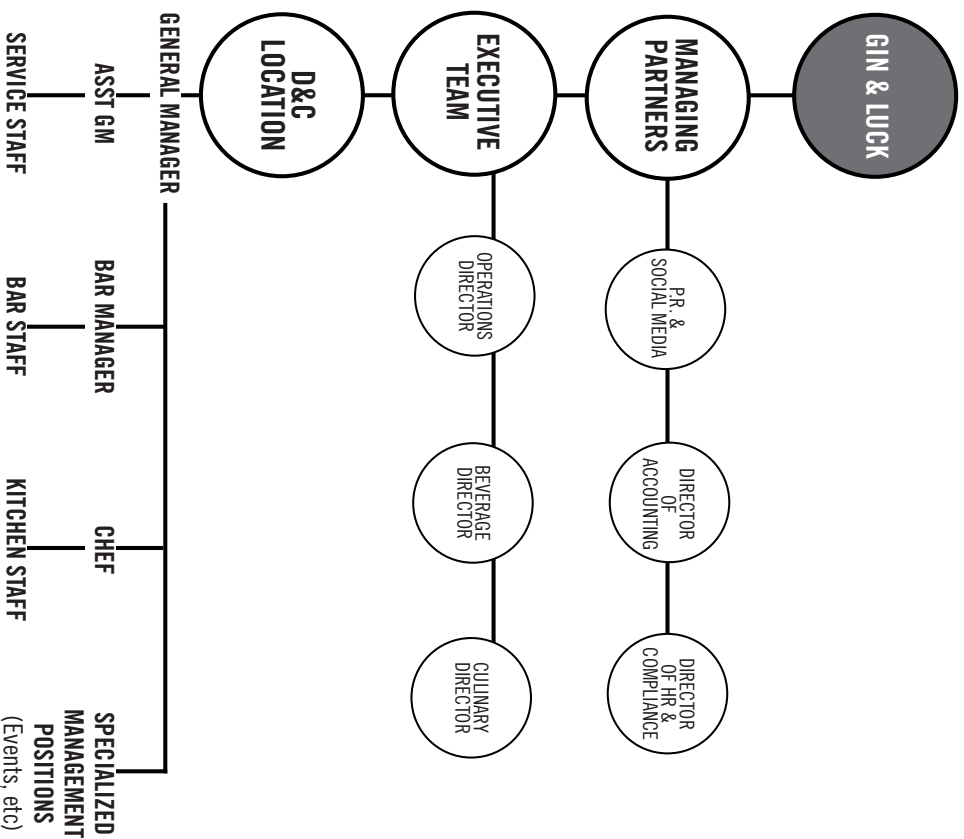 GIN & LUCK
MANAGING
PARTNERS
P.R. &
SOCIAL MEDIA
DIRECTOR
OF
ACCOUNTING
DIRECTOR
OF HR &
COMPLIANCE
EXECUTIVE
TEAM
OPERATIONS
DIRECTOR
BEVERAGE
DIRECTOR
CULINARY
DIRECTOR
D&C
LOCATION
GENERAL MANAGER
ASST GM
BAR MANAGER
CHEF
SPECIALIZED
MANAGEMENT
POSITIONS
(Events, etc)
SERVICE STAFF
BAR STAFF
KITCHEN STAFF